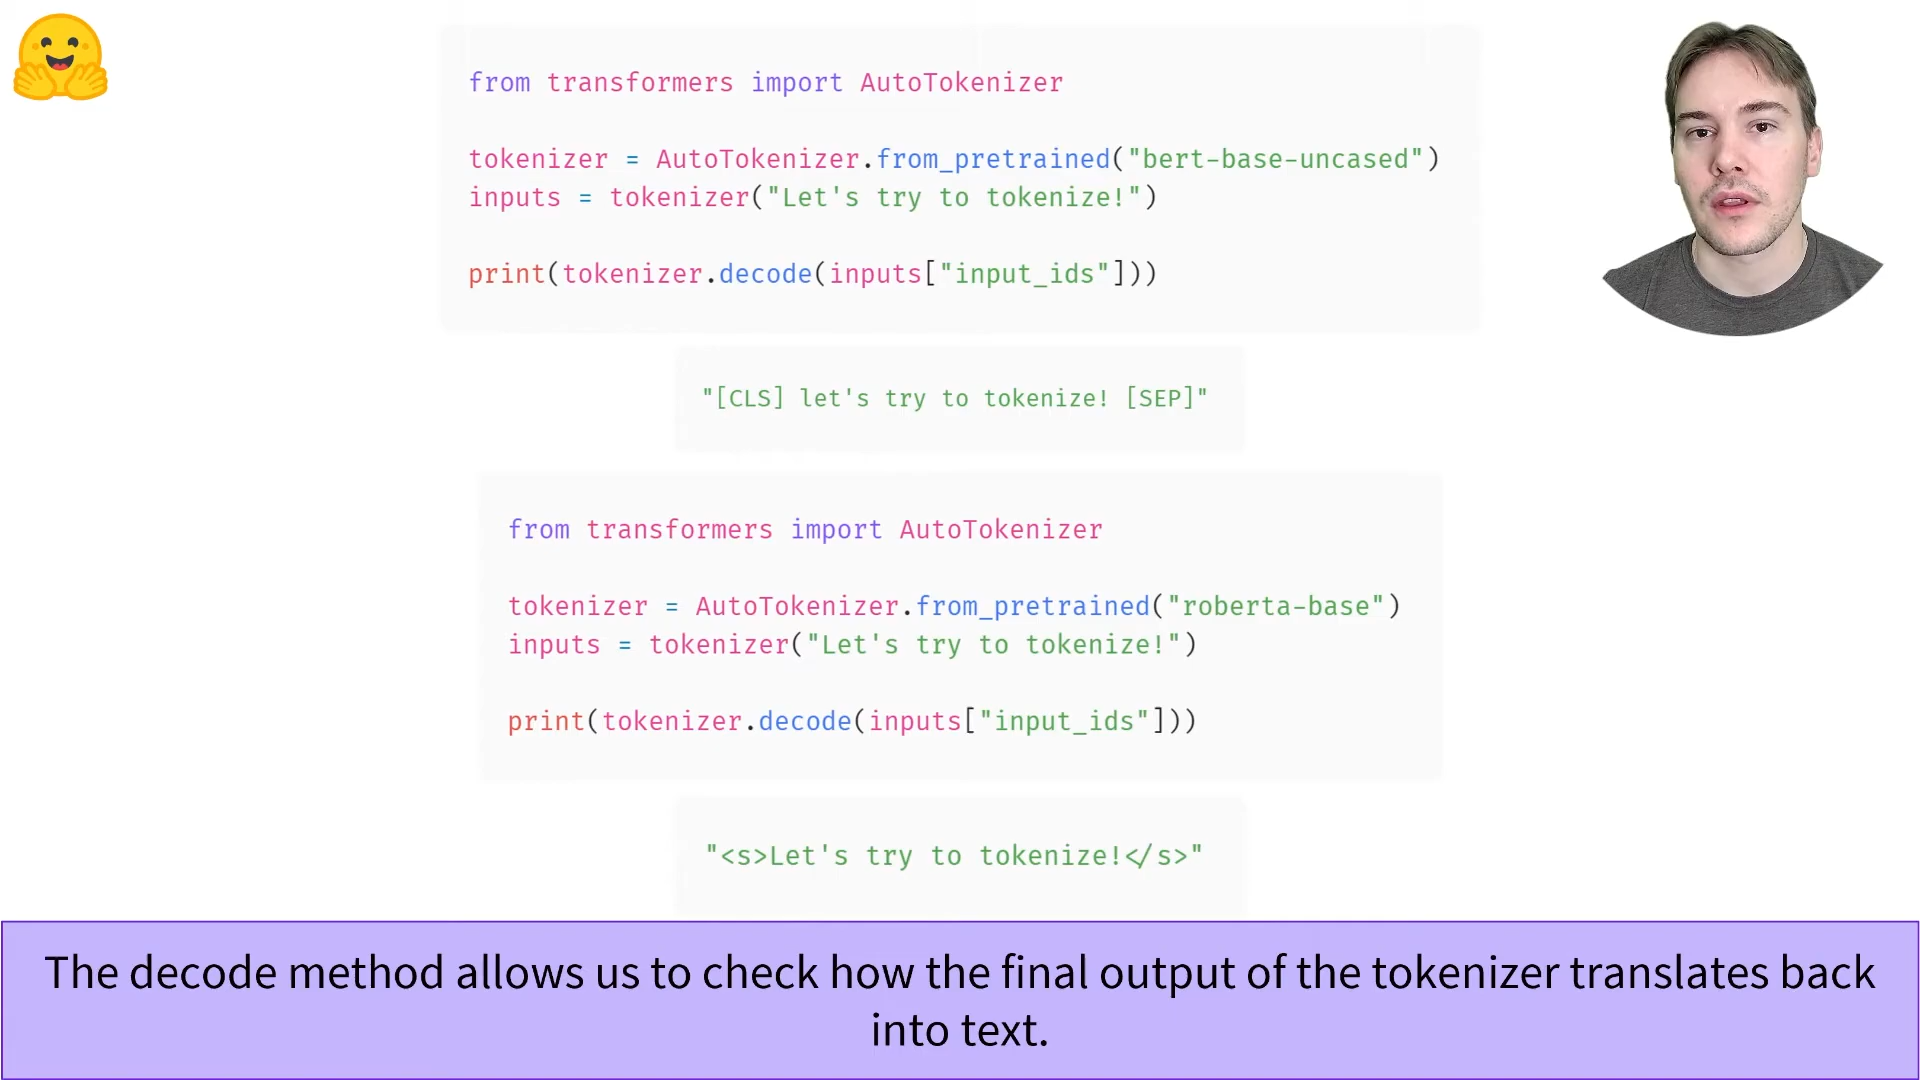 from transformers import AutoTokenizer
tokenizer = AutoTokenizer.from_pretrained("bert-base-uncased")
inputs = tokenizer("Let's try to tokenize!")
print(tokenizer.decode(inputs["input_ids"]))
"[CLS] let's try to tokenize! [SEP]"
from transformers import AutoTokenizer
tokenizer = AutoTokenizer.from_pretrained("roberta-base")
inputs = tokenizer("Let's try to tokenize!")
print(tokenizer.decode(inputs["input_ids"]))
"<s>Let's try to tokenize!</s>"
The decode method allows us to check how the final output of the tokenizer translates back
into text.